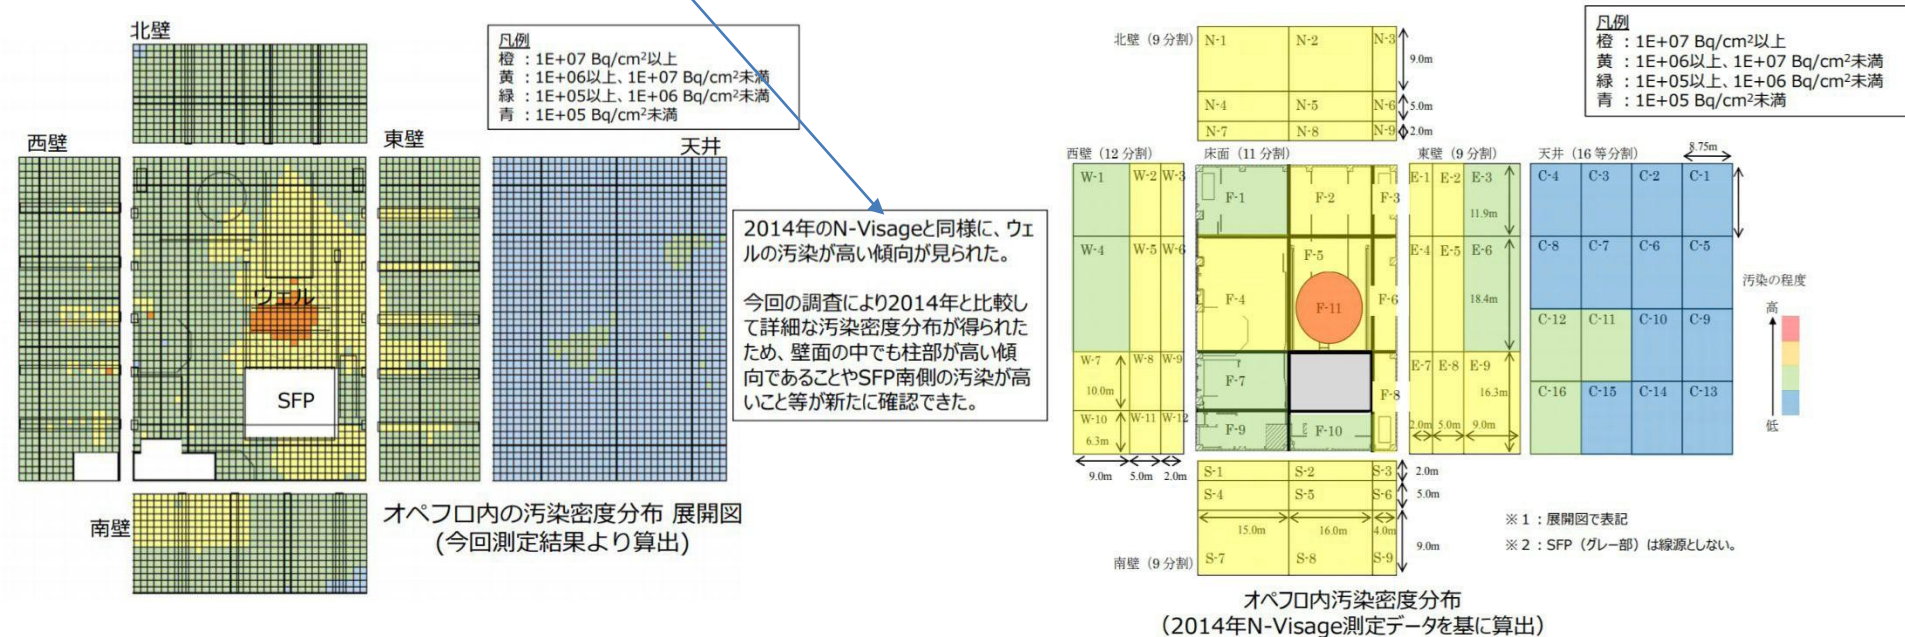 北壁
凡例
橙 : 1E+07 Bq/cm²以上
黄 : 1E+06以上、1E+07 Bq/cm²未満
緑 : 1E+05以上、1E+06 Bq/cm²未満
青 : 1E+05 Bq/cm²未満
西壁
東壁
天井
ウェル
SFP
南壁
オペフロ内の汚染密度分布 展開図
(今回測定結果より算出)
2014年のN-Visageと同様に、ウェ
ルの汚染が高い傾向が見られた。
今回の調査により2014年と比較し
て詳細な汚染密度分布が得られた
ため、壁面の中でも柱部が高い傾
向であることやSFP南側の汚染が高
いこと等が新たに確認できた。
凡例
橙 : 1E+07 Bq/cm²以上
黄 : 1E+06以上、1E+07 Bq/cm²未満
緑 : 1E+05以上、1E+06 Bq/cm²未満
青 : 1E+05 Bq/cm²未満
北壁 (9分割)
N-1 N-2 N-3
9.0m
N-4 N-5 N-6
5.0m
N-7 N-8 N-9
2.0m
西壁 (12分割)
床面 (11分割)
東壁 (9分割)
天井 (16等分割)
8.75m
W-1 W-2 W-3
F-1 F-2 F-3
E-1 E-2 E-3
11.9m
C-4 C-3 C-2 C-1
W-4 W-5 W-6
F-4 F-5 F-6
F-11
E-4 E-5 E-6
18.4m
C-8 C-7 C-6 C-5
C-12 C-11 C-10 C-9
W-7 W-8 W-9
10.0m
F-7 F-8
E-7 E-8 E-9
16.3m
C-16 C-15 C-14 C-13
W-10 W-11 W-12
6.3m
F-9 F-10
2.0m 5.0m 9.0m
9.0m 5.0m 2.0m
汚染の程度
高
低
S-1 S-2 S-3
2.0m
S-4 S-5 S-6
5.0m
15.0m 16.0m 4.0m
9.0m
S-7 S-8 S-9
南壁 (9分割)
※1:展開図で表記
※2:SFP(グレー部)は線源としない。
オペフロ内汚染密度分布
(2014年N-Visage測定データを基に算出)